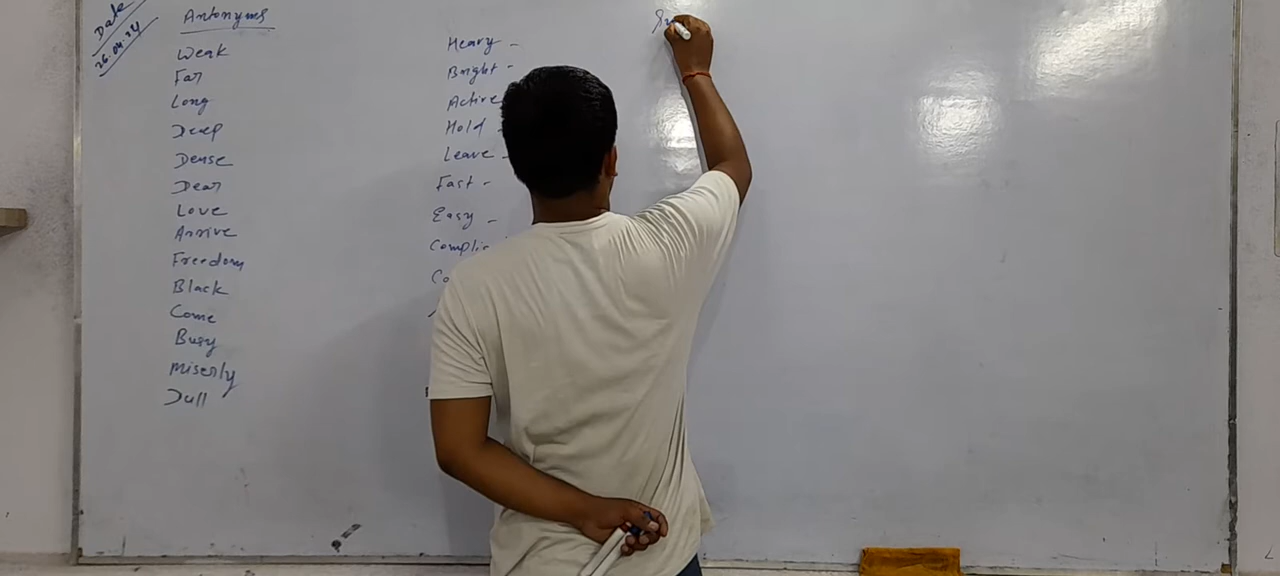 Date
26.04.24
Antonyms
Weak
Far
Long
Deep
Dense
Dear
Love
Arrive
Freedom
Black
Come
Busy
Miserly
Dull
Heavy -
Bright -
Active
Hold
Leave -
Fast -
Easy -
Complic
Co